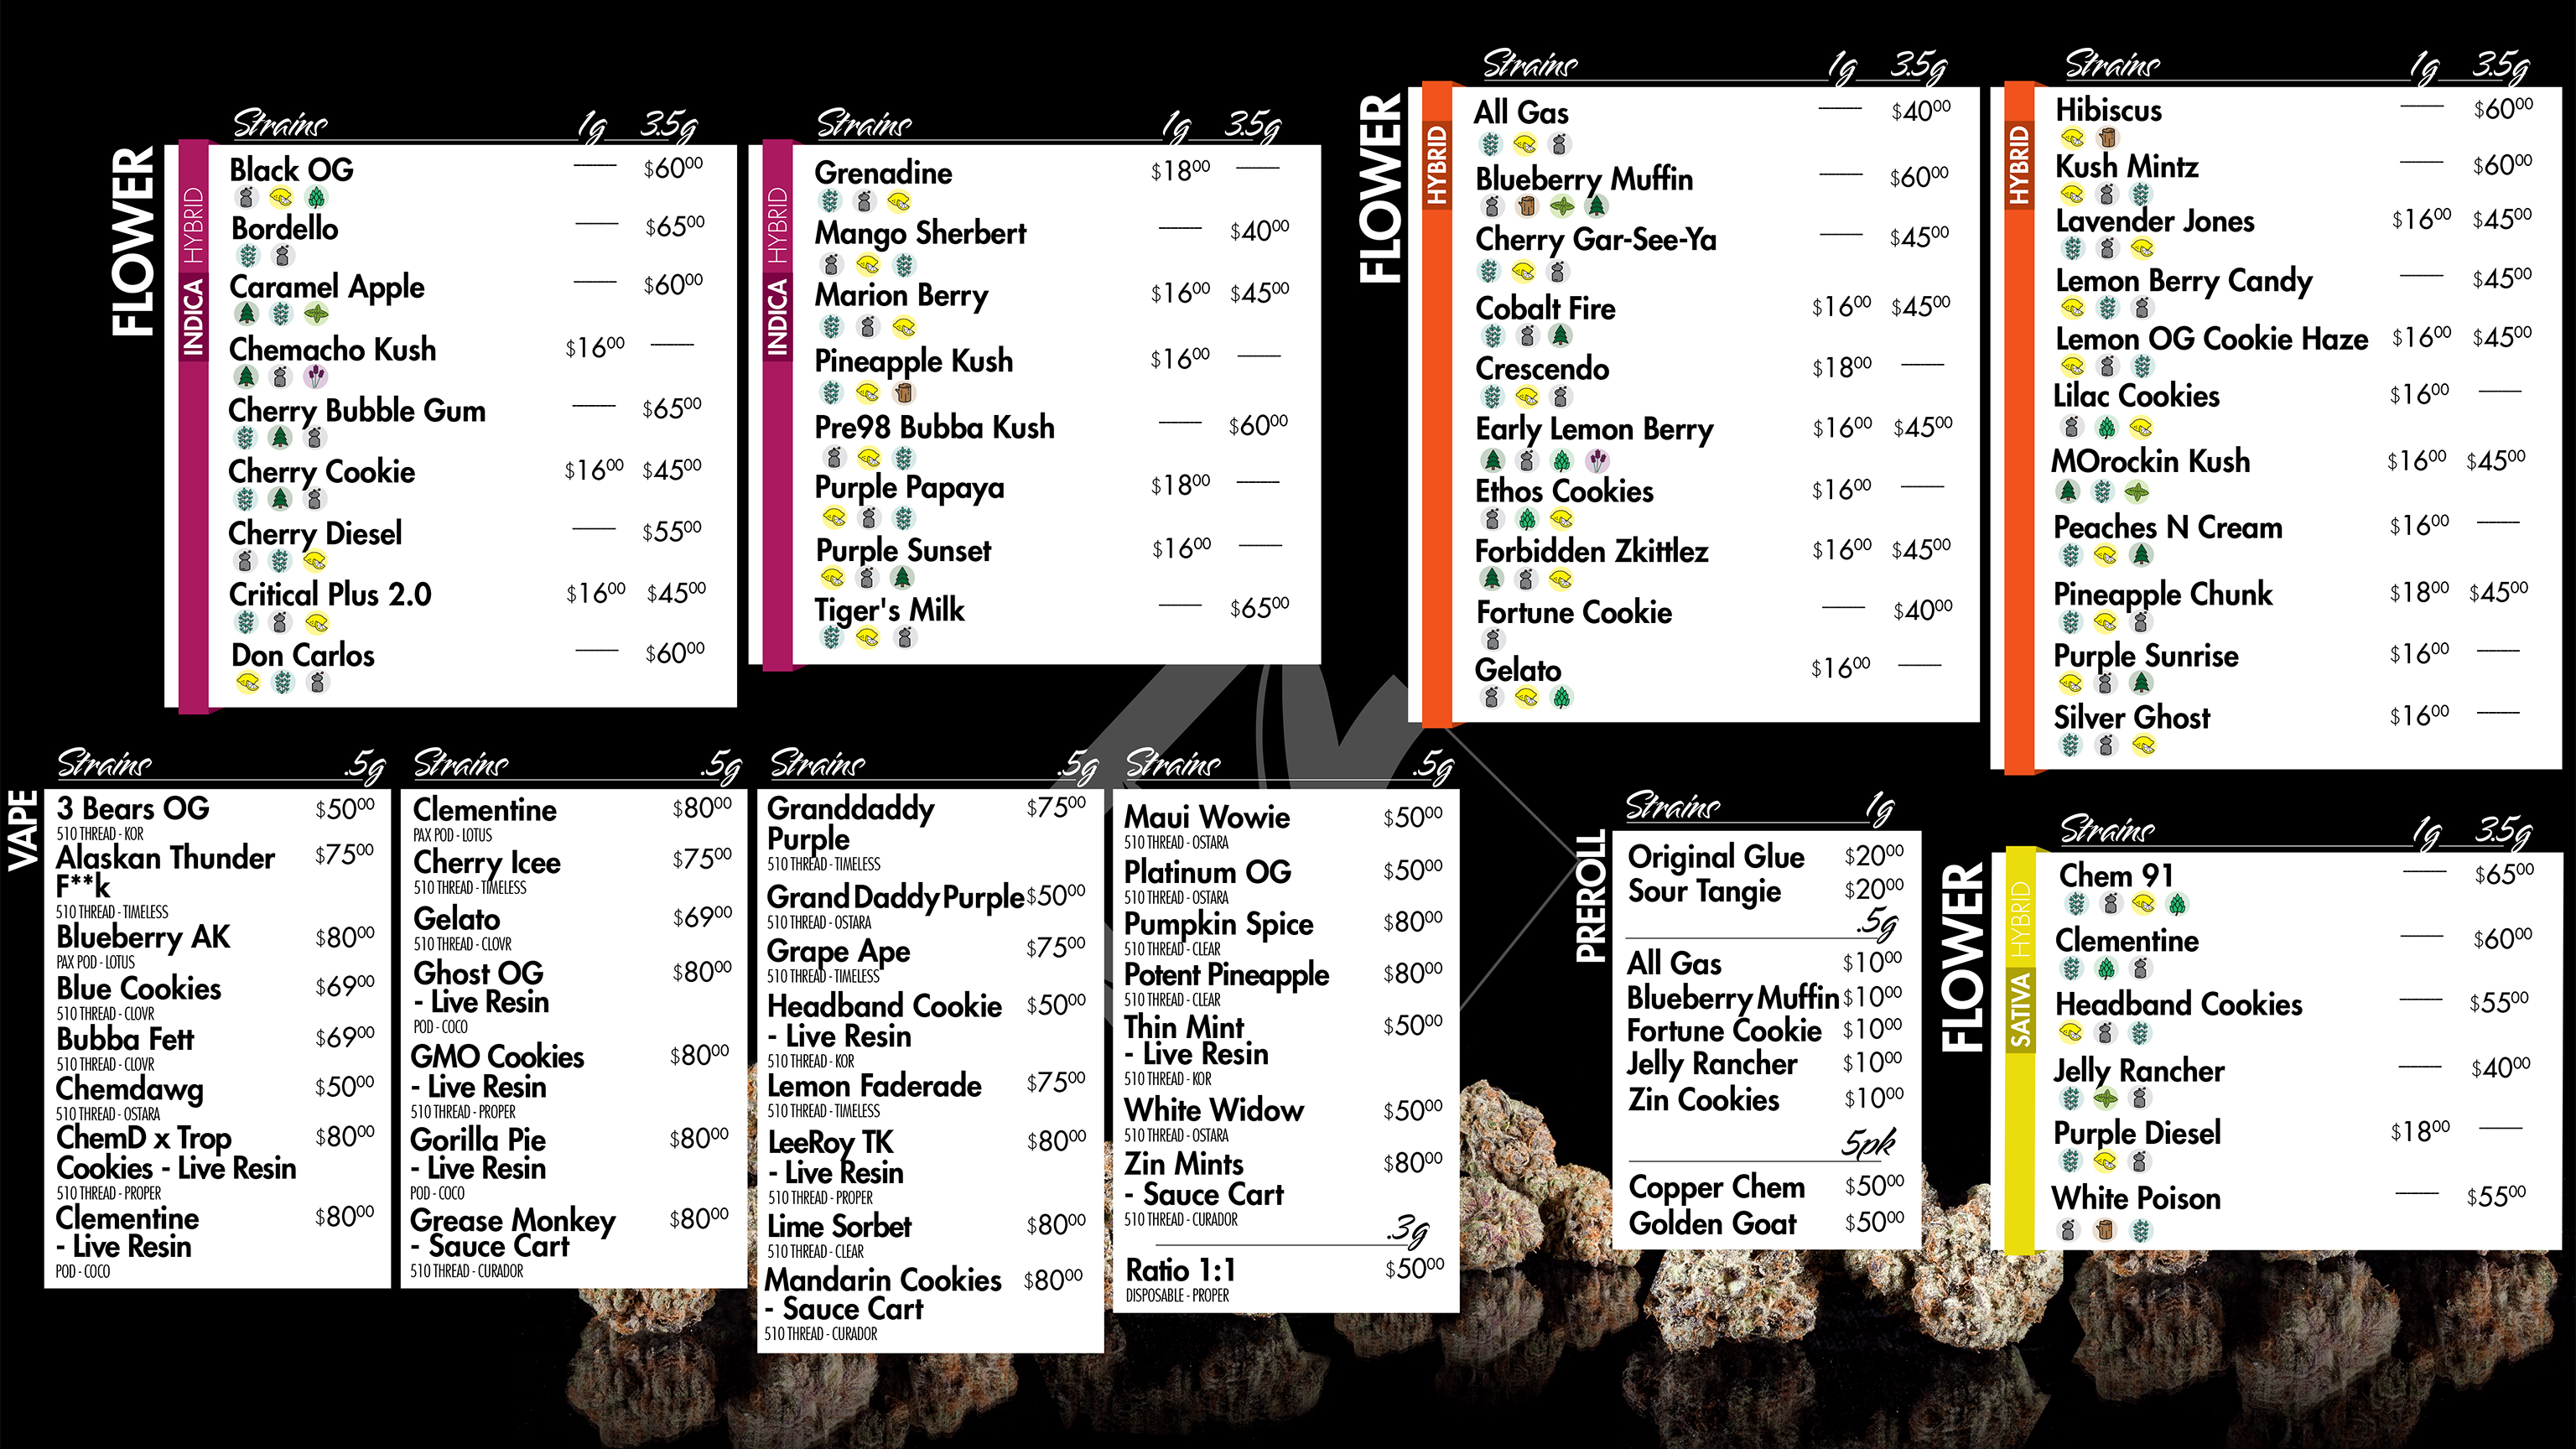 FLOWER
INDICA HYBRID
Strains 1g 3.5g
Black OG —— $6000
Bordello —— $6500
Caramel Apple —— $6000
Chemacho Kush $1600 ——
Cherry Bubble Gum —— $6500
Cherry Cookie $1600 $4500
Cherry Diesel —— $5500
Critical Plus 2.0 $1600 $4500
Don Carlos —— $6000
INDICA HYBRID
Strains 1g 3.5g
Grenadine $1800 ——
Mango Sherbert —— $4000
Marion Berry $1600 $4500
Pineapple Kush $1600 ——
Pre98 Bubba Kush —— $6000
Purple Papaya $1800 ——
Purple Sunset $1600 ——
Tiger's Milk —— $6500
FLOWER
HYBRID
Strains 1g 3.5g
All Gas —— $4000
Blueberry Muffin —— $6000
Cherry Gar-See-Ya —— $4500
Cobalt Fire $1600 $4500
Crescendo $1800 ——
Early Lemon Berry $1600 $4500
Ethos Cookies $1600 ——
Forbidden Zkittlez $1600 $4500
Fortune Cookie —— $4000
Gelato $1600 ——
HYBRID
Strains 1g 3.5g
Hibiscus —— $6000
Kush Mintz —— $6000
Lavender Jones $1600 $4500
Lemon Berry Candy —— $4500
Lemon OG Cookie Haze $1600 $4500
Lilac Cookies $1600 ——
MOrockin Kush $1600 $4500
Peaches N Cream $1600 ——
Pineapple Chunk $1800 $4500
Purple Sunrise $1600 ——
Silver Ghost $1600 ——
VAPE
Strains .5g
3 Bears OG $5000
510 THREAD - KOR
Alaskan Thunder $7500
F**k
510 THREAD - TIMELESS
Blueberry AK $8000
PAX POD - LOTUS
Blue Cookies $6900
510 THREAD - CLOVR
Bubba Fett $6900
510 THREAD - CLOVR
Chemdawg $5000
510 THREAD - OSTARA
ChemD x Trop $8000
Cookies - Live Resin
510 THREAD - PROPER
Clementine $8000
- Live Resin
POD - COCO
Strains .5g
Clementine $8000
PAX POD - LOTUS
Cherry Icee $7500
510 THREAD - TIMELESS
Gelato $6900
510 THREAD - CLOVR
Ghost OG $8000
- Live Resin
POD - COCO
GMO Cookies $8000
- Live Resin
510 THREAD - PROPER
Gorilla Pie $8000
- Live Resin
POD - COCO
Grease Monkey $8000
- Sauce Cart
510 THREAD - CURADOR
Strains .5g
Granddaddy $7500
Purple
510 THREAD - TIMELESS
Grand Daddy Purple $5000
510 THREAD - OSTARA
Grape Ape $7500
510 THREAD - TIMELESS
Headband Cookie $5000
- Live Resin
510 THREAD - KOR
Lemon Faderade $7500
510 THREAD - TIMELESS
LeeRoy TK $8000
- Live Resin
510 THREAD - PROPER
Lime Sorbet $8000
510 THREAD - CLEAR
Mandarin Cookies $8000
- Sauce Cart
510 THREAD - CURADOR
Strains .5g
Maui Wowie $5000
510 THREAD - OSTARA
Platinum OG $5000
510 THREAD - OSTARA
Pumpkin Spice $8000
510 THREAD - CLEAR
Potent Pineapple $8000
510 THREAD - CLEAR
Thin Mint $5000
- Live Resin
510 THREAD - KOR
White Widow $5000
510 THREAD - OSTARA
Zin Mints $8000
- Sauce Cart
510 THREAD - CURADOR
.3g
Ratio 1:1 $5000
DISPOSABLE - PROPER
PREROLL
Strains 1g
Original Glue $2000
Sour Tangie $2000
.5g
All Gas $1000
Blueberry Muffin $1000
Fortune Cookie $1000
Jelly Rancher $1000
Zin Cookies $1000
5pk
Copper Chem $5000
Golden Goat $5000
FLOWER
SATIVA HYBRID
Strains 1g 3.5g
Chem 91 —— $6500
Clementine —— $6000
Headband Cookies —— $5500
Jelly Rancher —— $4000
Purple Diesel $1800 ——
White Poison —— $5500